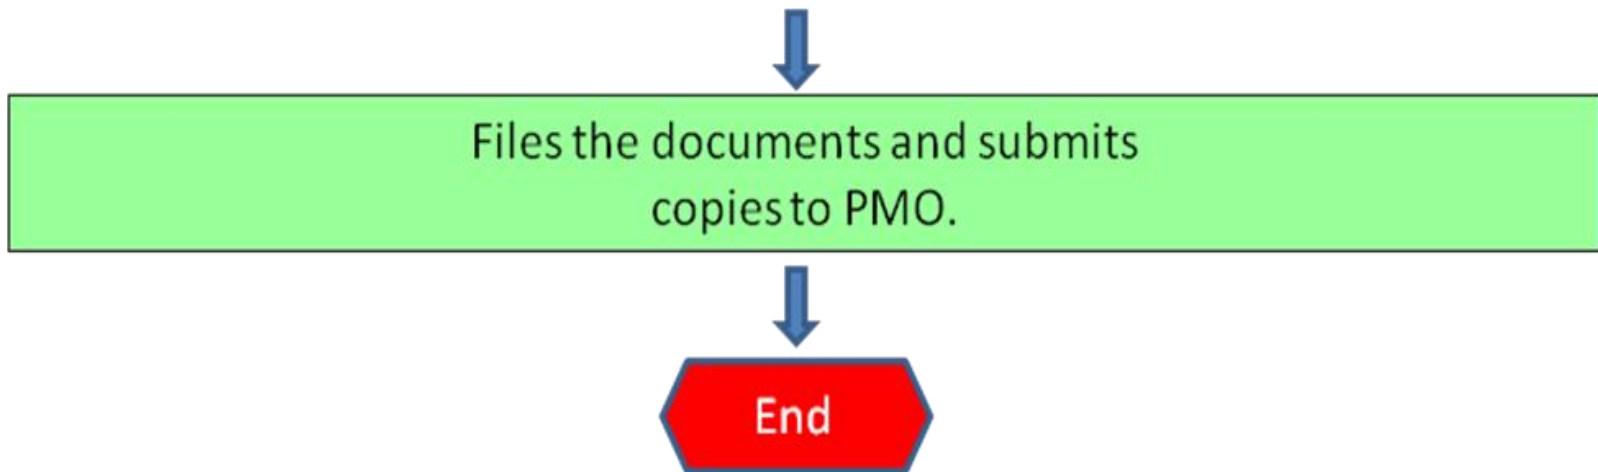 Files the documents and submits
copies to PMO.
End